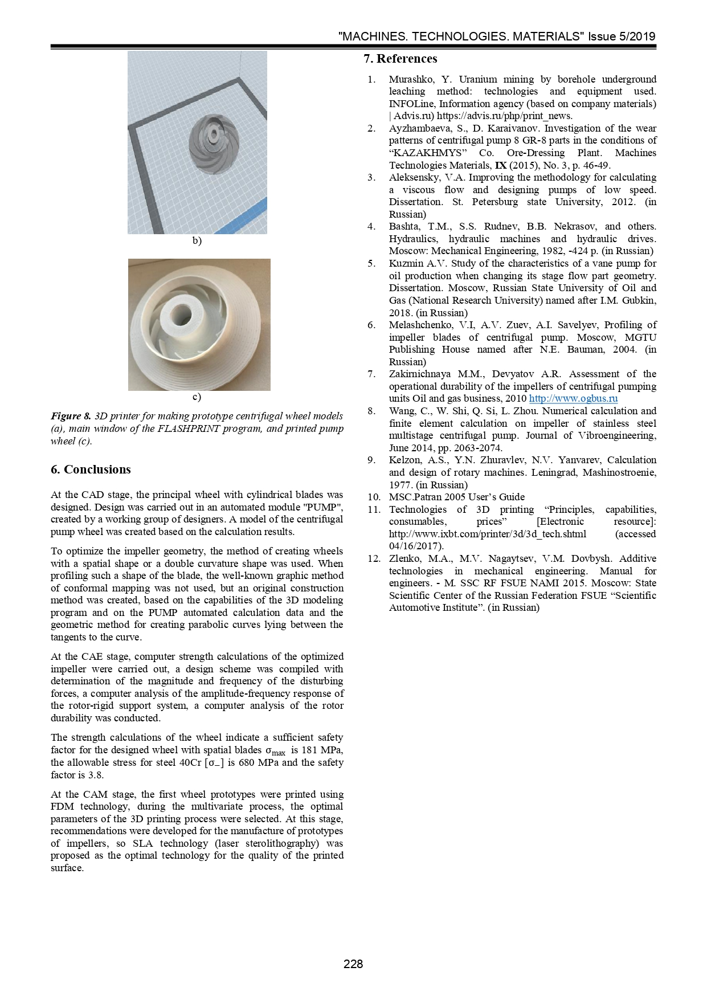 "MACHINES. TECHNOLOGIES. MATERIALS" Issue 5/2019
b)
c)
Figure 8. 3D printer for making prototype centrifugal wheel models
(a), main window of the FLASHPRINT program, and printed pump
wheel (c).
6. Conclusions
At the CAD stage, the principal wheel with cylindrical blades was
designed. Design was carried out in an automated module "PUMP",
created by a working group of designers. A model of the centrifugal
pump wheel was created based on the calculation results.
To optimize the impeller geometry, the method of creating wheels
with a spatial shape or a double curvature shape was used. When
profiling such a shape of the blade, the well-known graphic method
of conformal mapping was not used, but an original construction
method was created, based on the capabilities of the 3D modeling
program and on the PUMP automated calculation data and the
geometric method for creating parabolic curves lying between the
tangents to the curve.
At the CAE stage, computer strength calculations of the optimized
impeller were carried out, a design scheme was compiled with
determination of the magnitude and frequency of the disturbing
forces, a computer analysis of the amplitude-frequency response of
the rotor-rigid support system, a computer analysis of the rotor
durability was conducted.
The strength calculations of the wheel indicate a sufficient safety
factor for the designed wheel with spatial blades σmax is 181 MPa,
the allowable stress for steel 40Cr [σ–] is 680 MPa and the safety
factor is 3.8.
At the CAM stage, the first wheel prototypes were printed using
FDM technology, during the multivariate process, the optimal
parameters of the 3D printing process were selected. At this stage,
recommendations were developed for the manufacture of prototypes
of impellers, so SLA technology (laser sterolithography) was
proposed as the optimal technology for the quality of the printed
surface.
7. References
1. Murashko, Y. Uranium mining by borehole underground
leaching method: technologies and equipment used.
INFOLine, Information agency (based on company materials)
| Advis.ru) https://advis.ru/php/print_news.
2. Ayzhambaeva, S., D. Karaivanov. Investigation of the wear
patterns of centrifugal pump 8 GR-8 parts in the conditions of
“KAZAKHMYS” Co. Ore-Dressing Plant. Machines
Technologies Materials, IX (2015), No. 3, p. 46-49.
3. Aleksensky, V.A. Improving the methodology for calculating
a viscous flow and designing pumps of low speed.
Dissertation. St. Petersburg state University, 2012. (in
Russian)
4. Bashta, T.M., S.S. Rudnev, B.B. Nekrasov, and others.
Hydraulics, hydraulic machines and hydraulic drives.
Moscow: Mechanical Engineering, 1982, -424 p. (in Russian)
5. Kuzmin A.V. Study of the characteristics of a vane pump for
oil production when changing its stage flow part geometry.
Dissertation. Moscow, Russian State University of Oil and
Gas (National Research University) named after I.M. Gubkin,
2018. (in Russian)
6. Melashchenko, V.I, A.V. Zuev, A.I. Savelyev, Profiling of
impeller blades of centrifugal pump. Moscow, MGTU
Publishing House named after N.E. Bauman, 2004. (in
Russian)
7. Zakirnichnaya M.M., Devyatov A.R. Assessment of the
operational durability of the impellers of centrifugal pumping
units Oil and gas business, 2010 http://www.ogbus.ru
8. Wang, C., W. Shi, Q. Si, L. Zhou. Numerical calculation and
finite element calculation on impeller of stainless steel
multistage centrifugal pump. Journal of Vibroengineering,
June 2014, pp. 2063-2074.
9. Kelzon, A.S., Y.N. Zhuravlev, N.V. Yanvarev, Calculation
and design of rotary machines. Leningrad, Mashinostroenie,
1977. (in Russian)
10. MSC.Patran 2005 User’s Guide
11. Technologies of 3D printing “Principles, capabilities,
consumables, prices” [Electronic resource]:
http://www.ixbt.com/printer/3d/3d_tech.shtml (accessed
04/16/2017).
12. Zlenko, M.A., M.V. Nagaytsev, V.M. Dovbysh. Additive
technologies in mechanical engineering. Manual for
engineers. - M. SSC RF FSUE NAMI 2015. Moscow: State
Scientific Center of the Russian Federation FSUE “Scientific
Automotive Institute”. (in Russian)
228